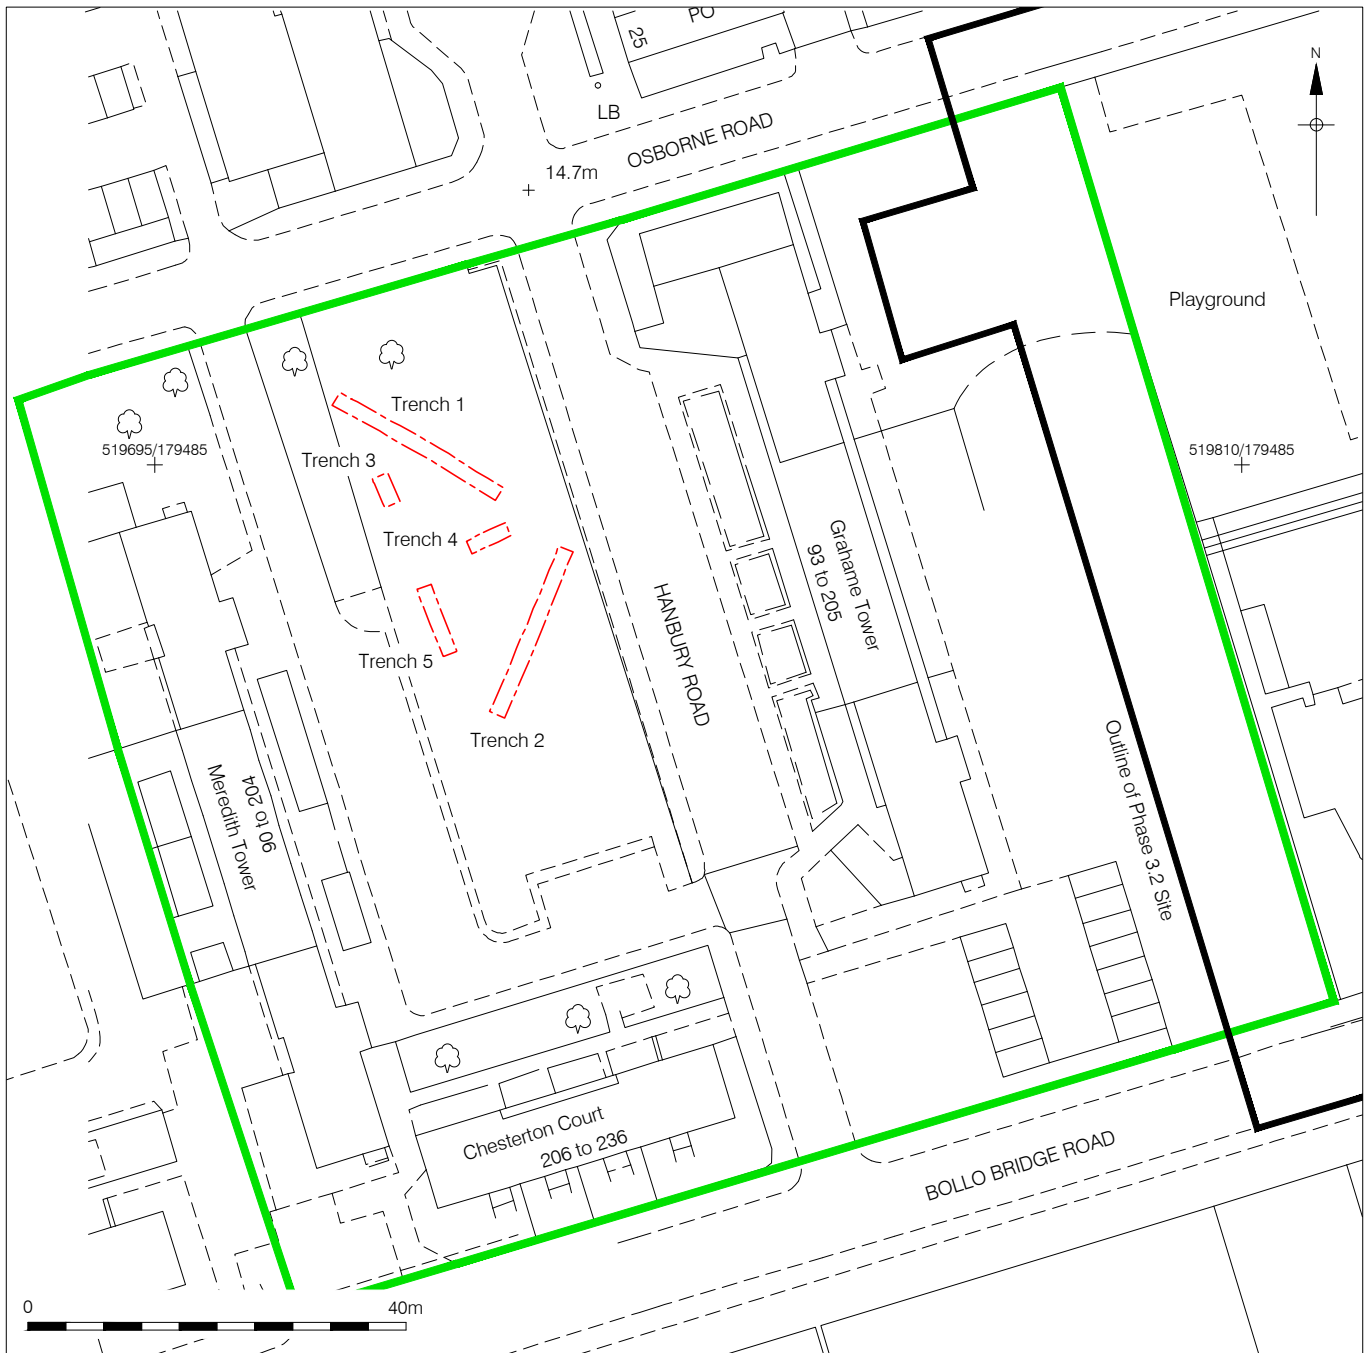 PO
25
LB
OSBORNE ROAD
14.7m
N
Playground
Trench 1
519695/179485
Trench 3
519810/179485
Trench 4
Grahame Tower
93 to 205
HANBURY ROAD
Trench 5
Trench 2
Outline of Phase 3.2 Site
90 to 204
Meredith Tower
Chesterton Court
206 to 236
BOLLO BRIDGE ROAD
0
40m